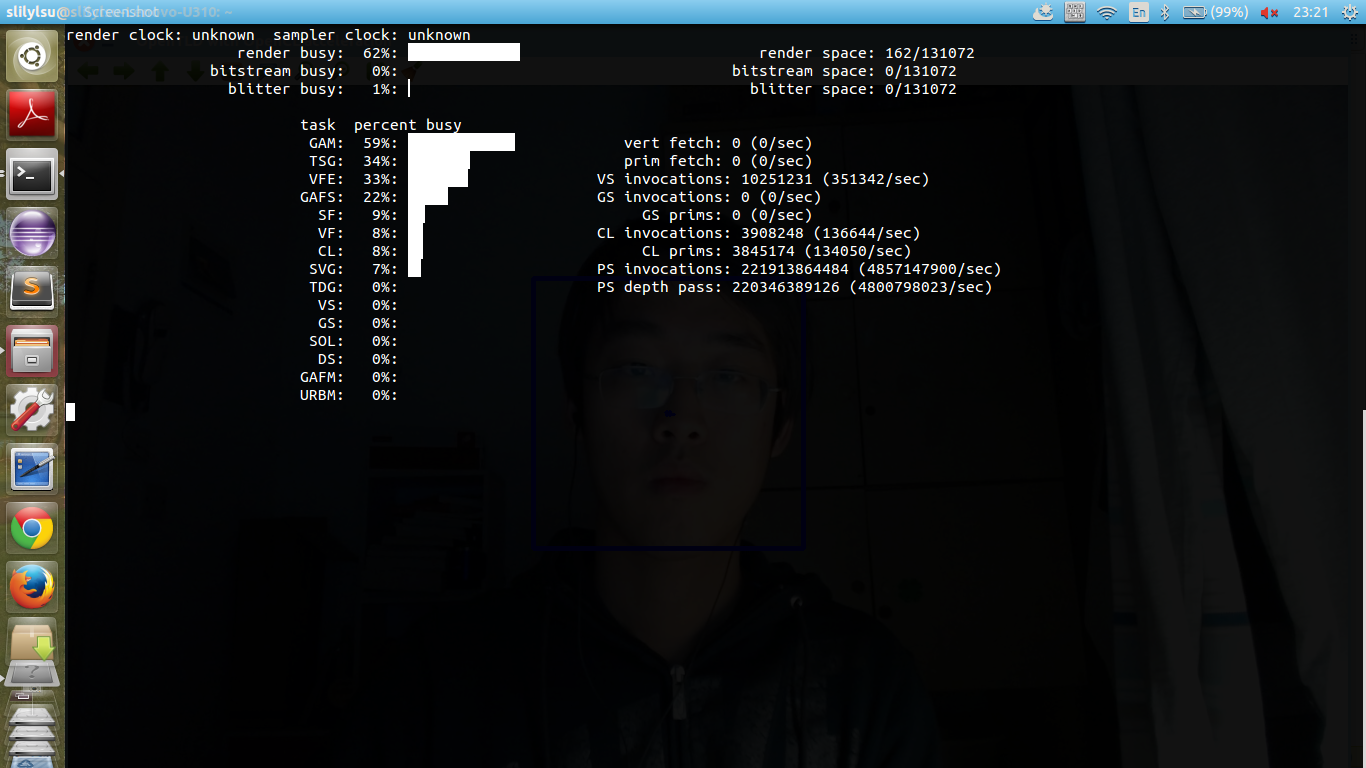 slilylsu@slilylsu-Lenovo-U310: ~
Screenshot
En
(99%)
23:21
render clock: unknown  sampler clock: unknown
render busy: 62%: render space: 162/131072
bitstream busy: 0%: bitstream space: 0/131072
blitter busy: 1%: blitter space: 0/131072
task percent busy
GAM: 59%: vert fetch: 0 (0/sec)
TSG: 34%: prim fetch: 0 (0/sec)
VFE: 33%: VS invocations: 10251231 (351342/sec)
GAFS: 22%: GS invocations: 0 (0/sec)
SF: 9%: GS prims: 0 (0/sec)
VF: 8%: CL invocations: 3908248 (136644/sec)
CL: 8%: CL prims: 3845174 (134050/sec)
SVG: 7%: PS invocations: 221913864484 (4857147900/sec)
TDG: 0%: PS depth pass: 220346389126 (4800798023/sec)
VS: 0%:
GS: 0%:
SOL: 0%:
DS: 0%:
GAFM: 0%:
URBM: 0%: